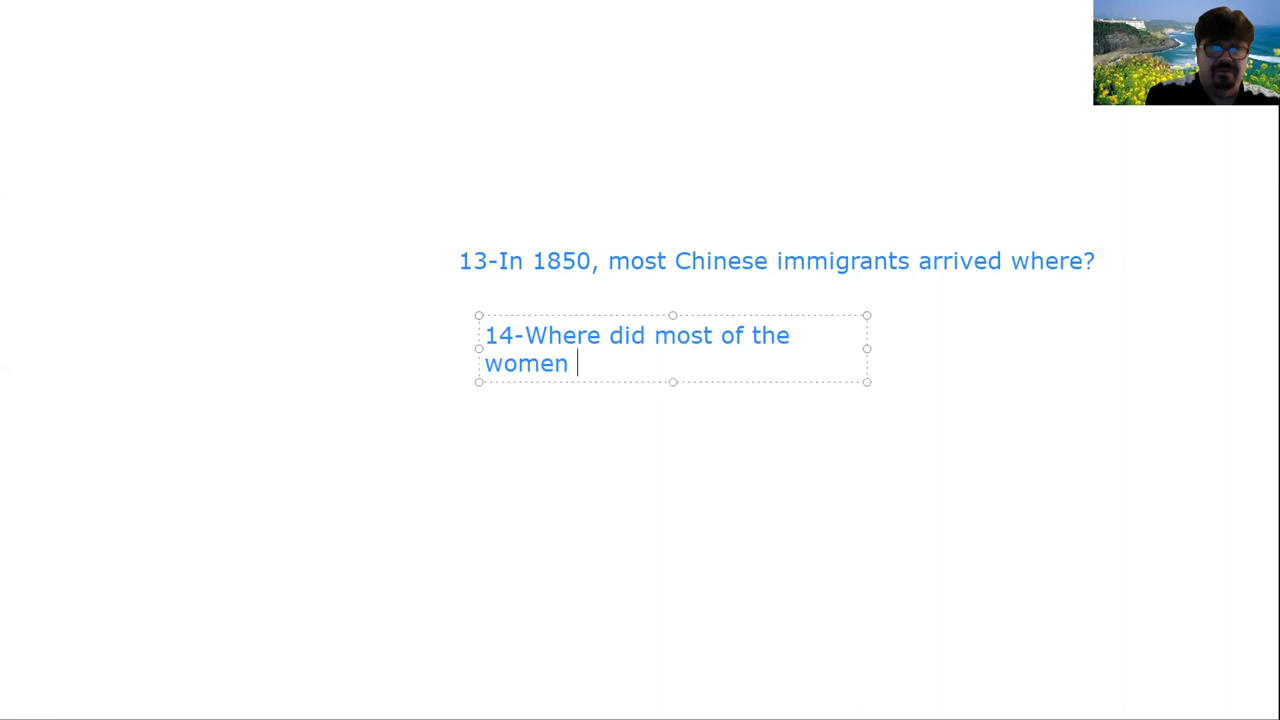 13-In 1850, most Chinese immigrants arrived where?
14-Where did most of the
women